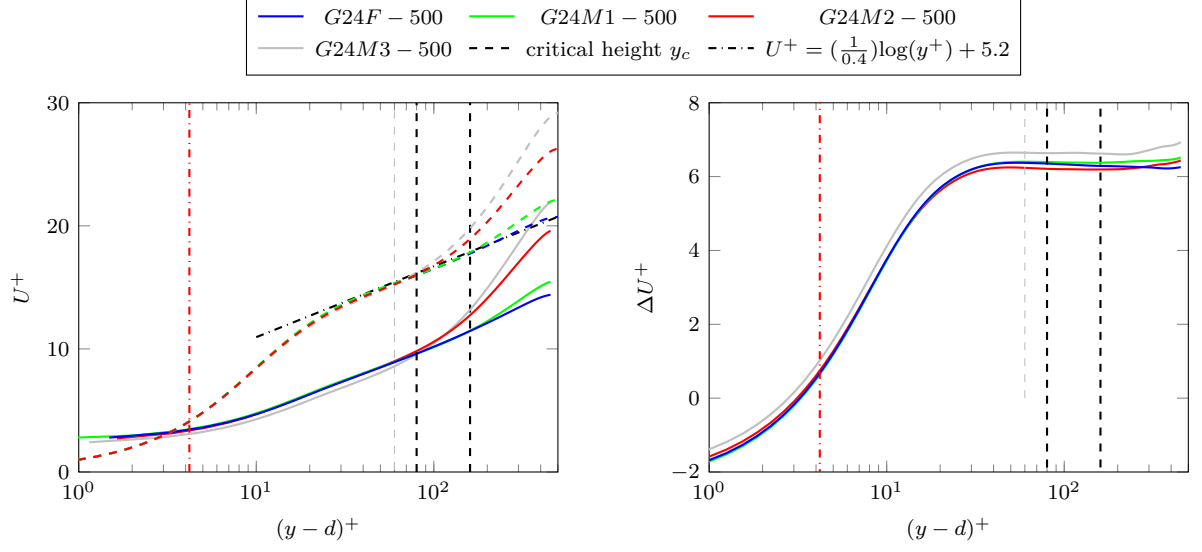 G24F − 500 G24M1 − 500 G24M2 − 500
G24M3 − 500 critical height y_c U⁺ = (1/0.4)log(y⁺) + 5.2
30
20
10
0
U⁺
10⁰ 10¹ 10²
(y − d)⁺
8
6
4
2
0
−2
ΔU⁺
10⁰ 10¹ 10²
(y − d)⁺